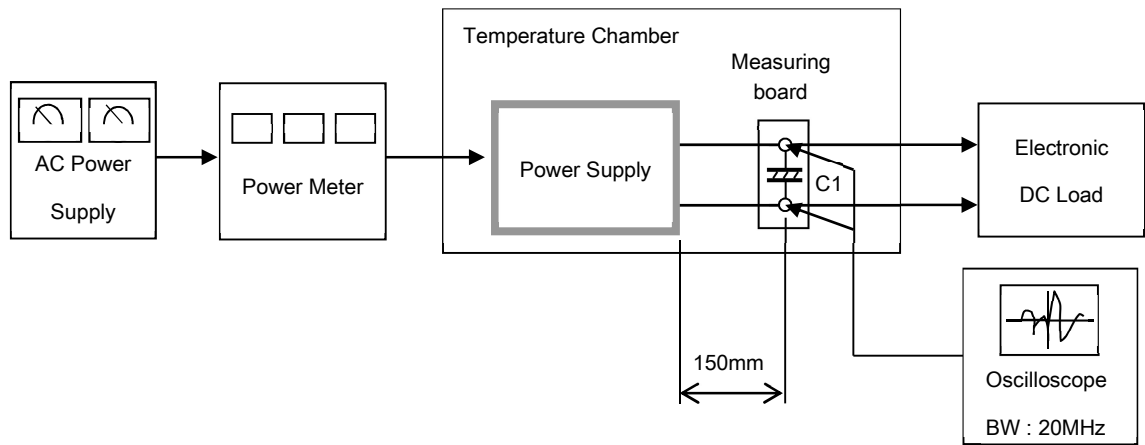 Temperature Chamber
Measuring
board
AC Power
Supply
Power Meter
Power Supply
C1
Electronic
DC Load
150mm
Oscilloscope
BW : 20MHz